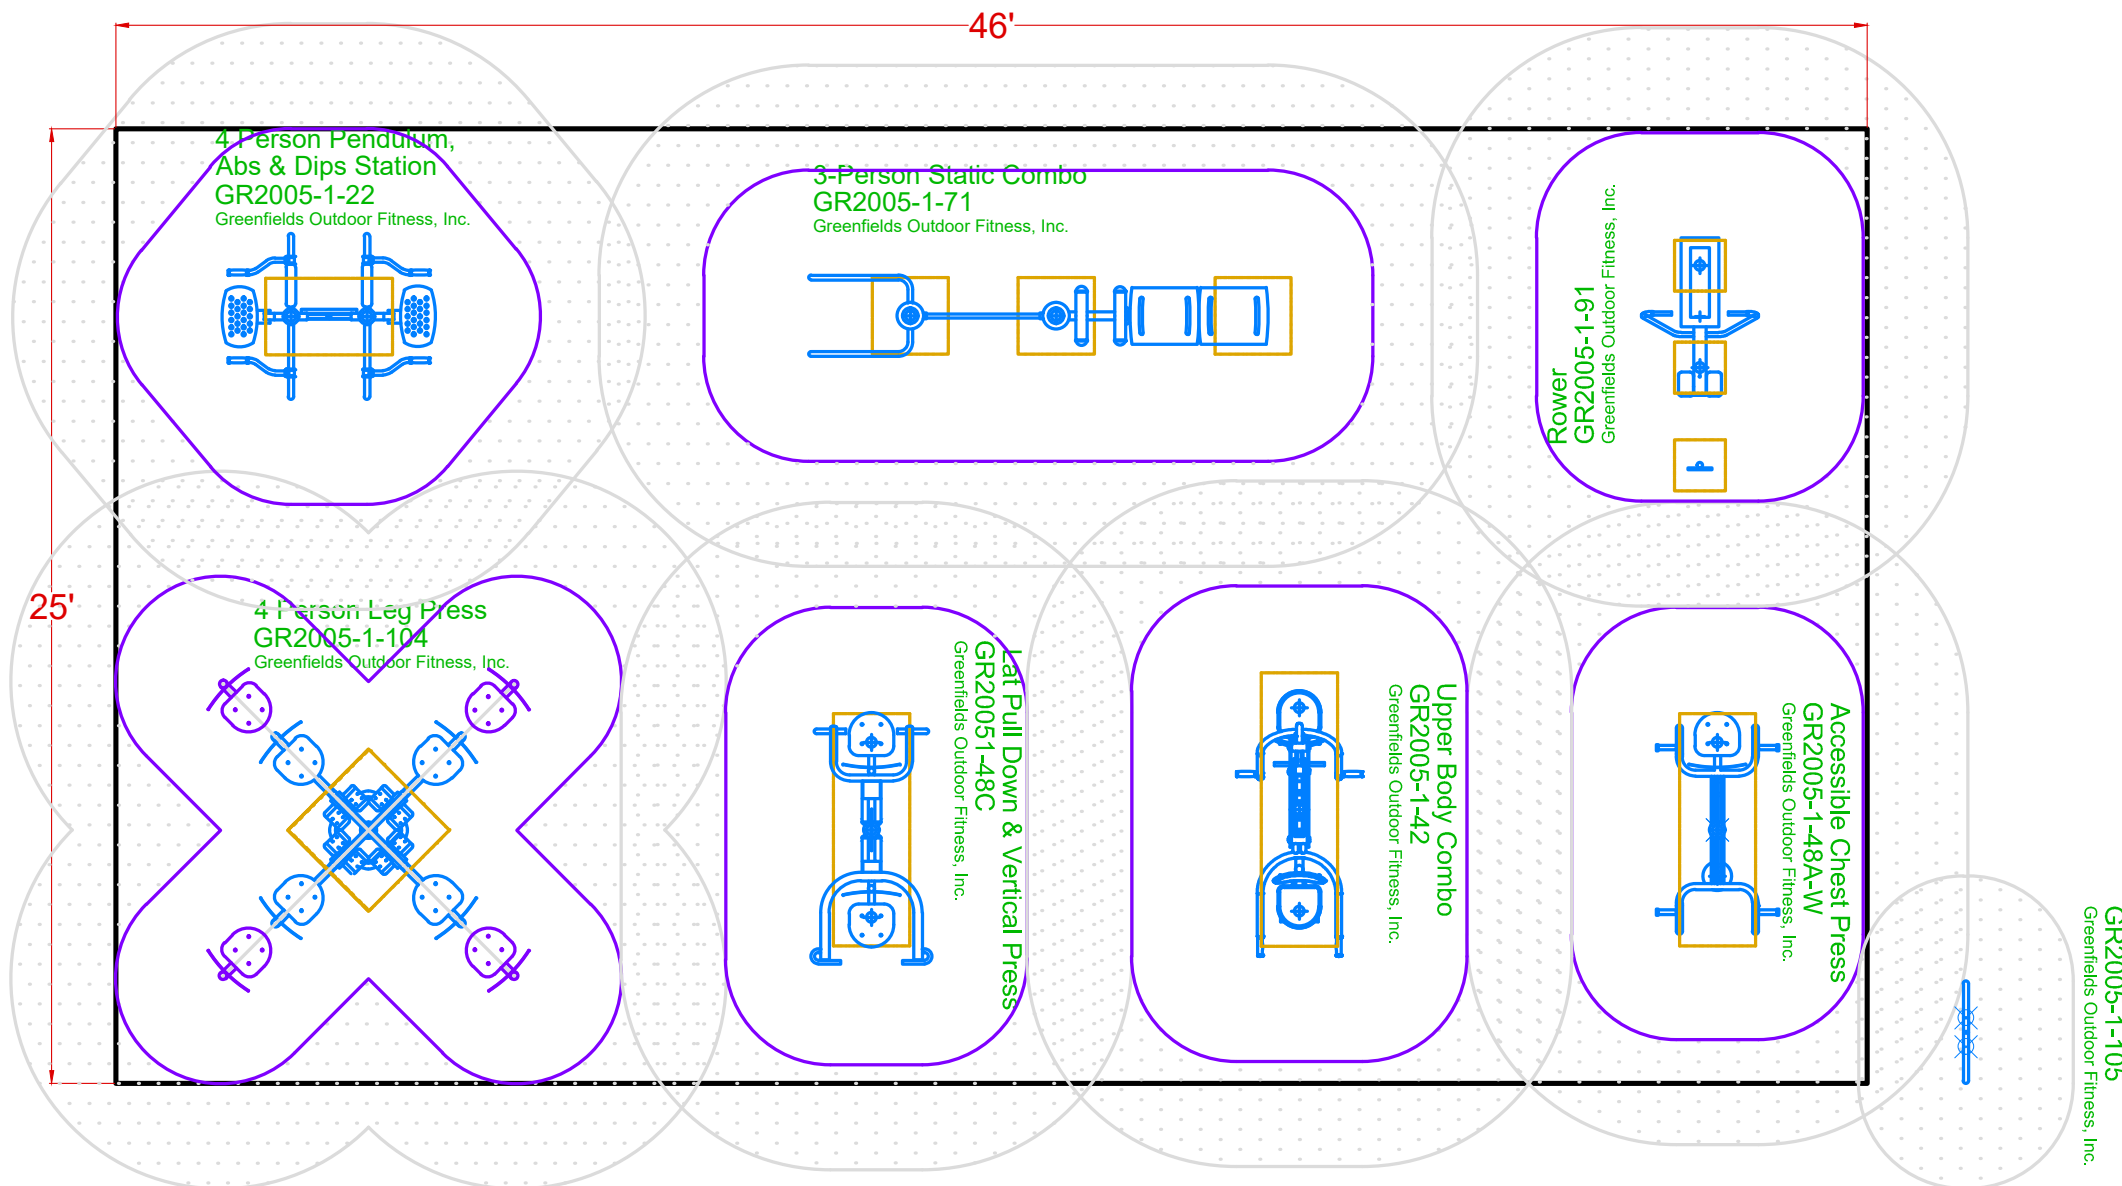 46'
25'
4 Person Pendulum,
Abs & Dips Station
GR2005-1-22
Greenfields Outdoor Fitness, Inc.
3-Person Static Combo
GR2005-1-71
Greenfields Outdoor Fitness, Inc.
Rower
GR2005-1-91
Greenfields Outdoor Fitness, Inc.
4 Person Leg Press
GR2005-1-104
Greenfields Outdoor Fitness, Inc.
Lat Pull Down & Vertical Press
GR20051-48C
Greenfields Outdoor Fitness, Inc.
Upper Body Combo
GR2005-1-42
Greenfields Outdoor Fitness, Inc.
Accessible Chest Press
GR2005-1-48A-W
Greenfields Outdoor Fitness, Inc.
GR2005-1-105
Greenfields Outdoor Fitness, Inc.